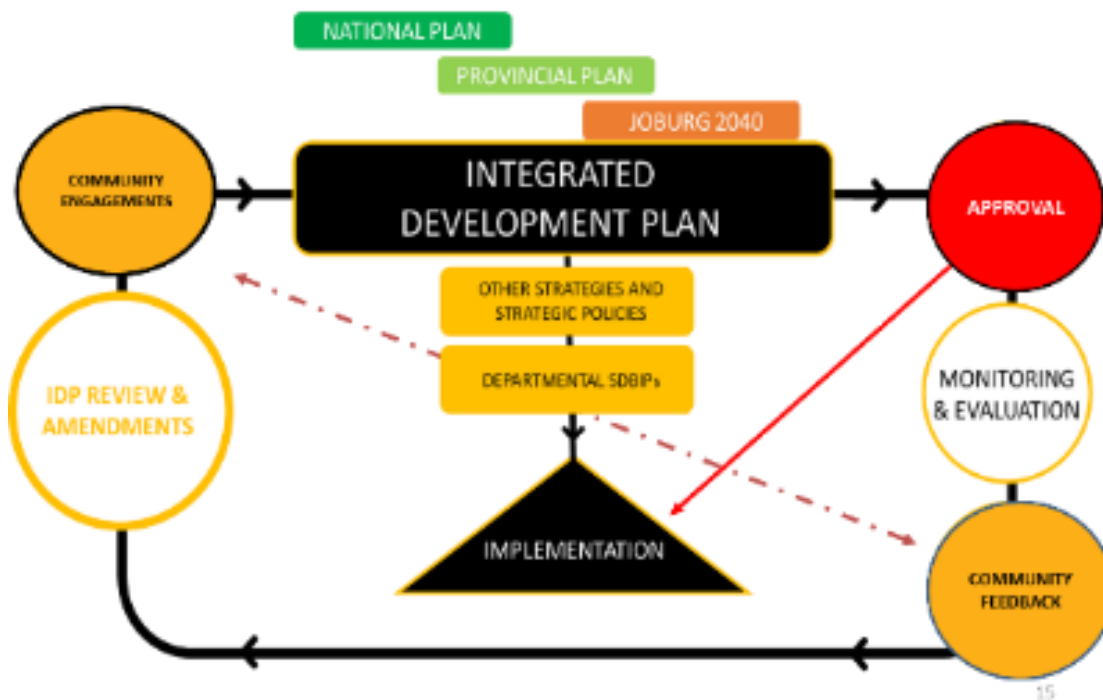 NATIONAL PLAN
PROVINCIAL PLAN
JOBURG 2040
COMMUNITY
ENGAGEMENTS
INTEGRATED
DEVELOPMENT PLAN
APPROVAL
OTHER STRATEGIES AND
STRATEGIC POLICIES
DEPARTMENTAL SDBIPs
IDP REVIEW &
AMENDMENTS
MONITORING
& EVALUATION
IMPLEMENTATION
COMMUNITY
FEEDBACK
15